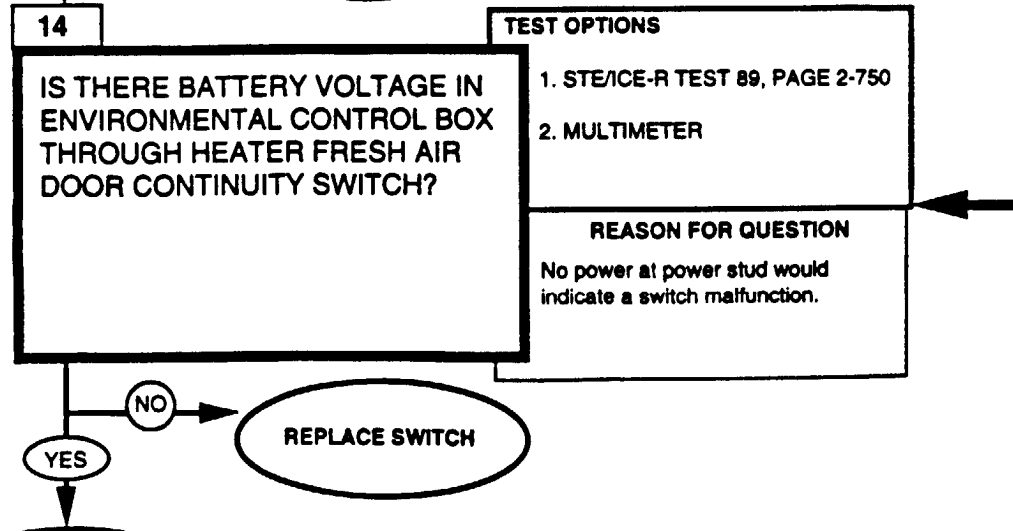 14
IS THERE BATTERY VOLTAGE IN
ENVIRONMENTAL CONTROL BOX
THROUGH HEATER FRESH AIR
DOOR CONTINUITY SWITCH?
TEST OPTIONS
1. STE/ICE-R TEST 89, PAGE 2-750
2. MULTIMETER
REASON FOR QUESTION
No power at power stud would
indicate a switch malfunction.
NO
REPLACE SWITCH
YES